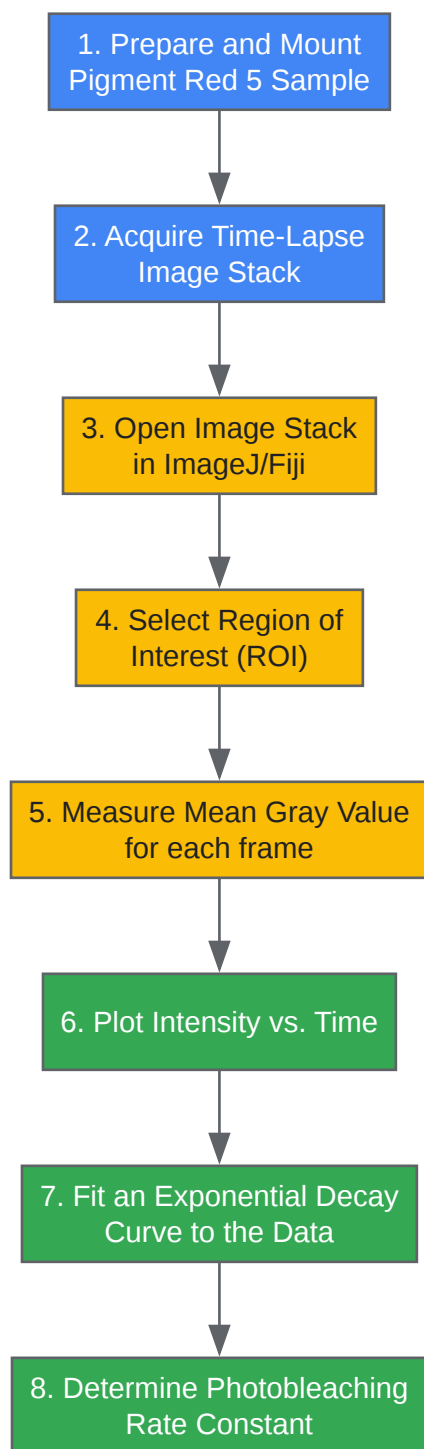 1. Prepare and Mount
Pigment Red 5 Sample
2. Acquire Time-Lapse
Image Stack
3. Open Image Stack
in ImageJ/Fiji
4. Select Region of
Interest (ROI)
5. Measure Mean Gray Value
for each frame
6. Plot Intensity vs. Time
7. Fit an Exponential Decay
Curve to the Data
8. Determine Photobleaching
Rate Constant